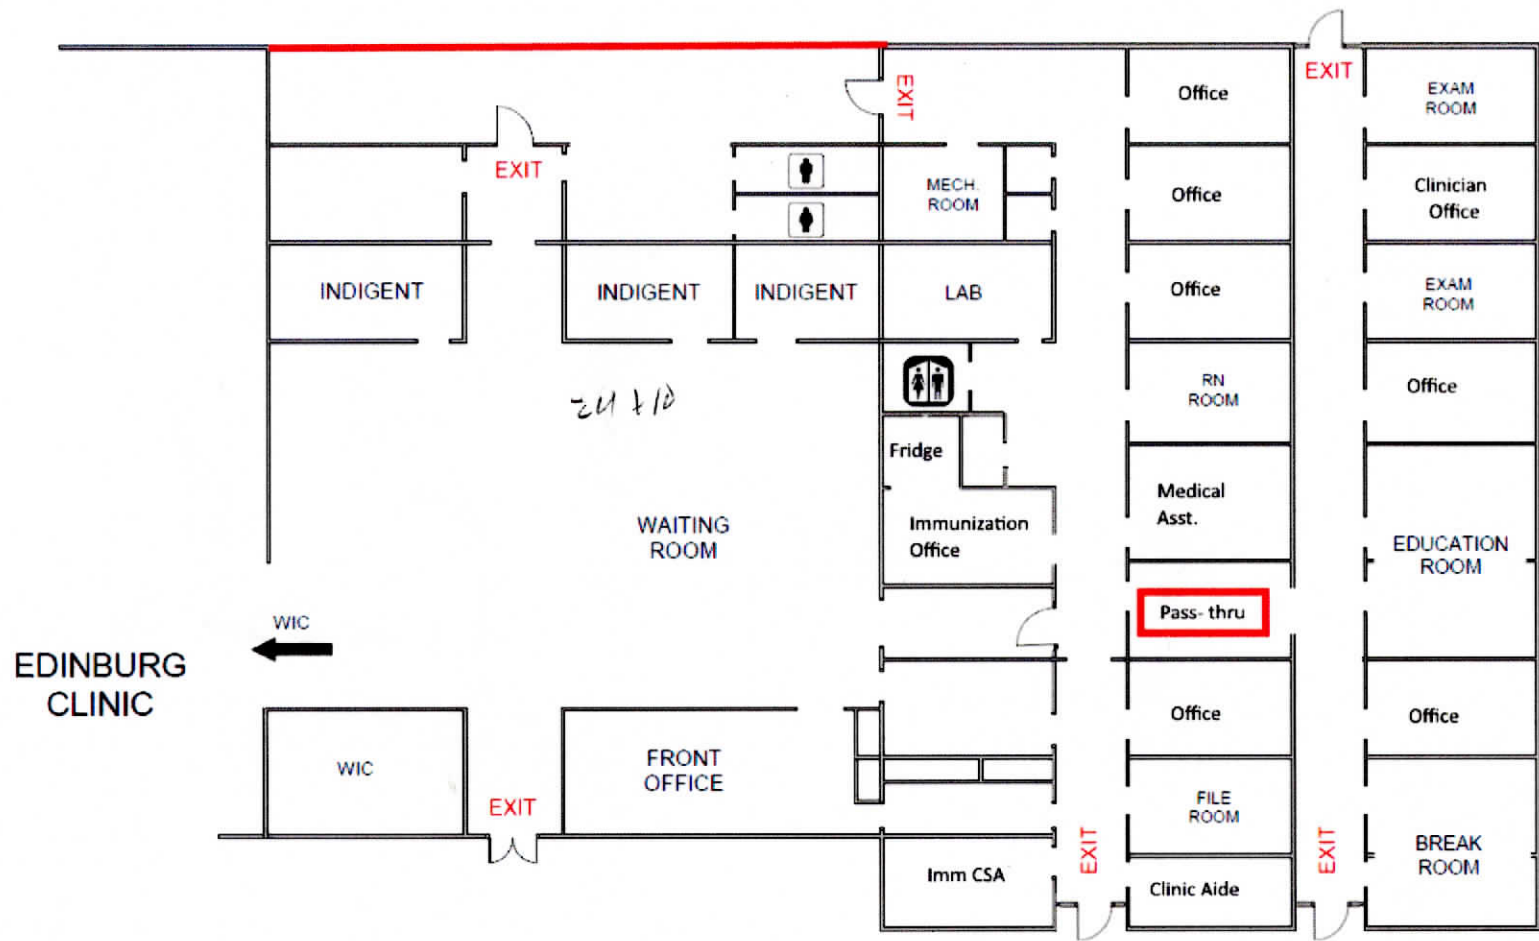 EXIT
EXIT
Office
EXAM
ROOM
EXIT
MECH.
ROOM
Office
Clinician
Office
INDIGENT
INDIGENT
INDIGENT
LAB
Office
EXAM
ROOM
RN
ROOM
Office
Fridge
Medical
Asst.
Immunization
Office
WAITING
ROOM
EDUCATION
ROOM
Pass- thru
WIC
EDINBURG
CLINIC
Office
Office
WIC
FRONT
OFFICE
EXIT
FILE
ROOM
EXIT
EXIT
BREAK
ROOM
Imm CSA
Clinic Aide